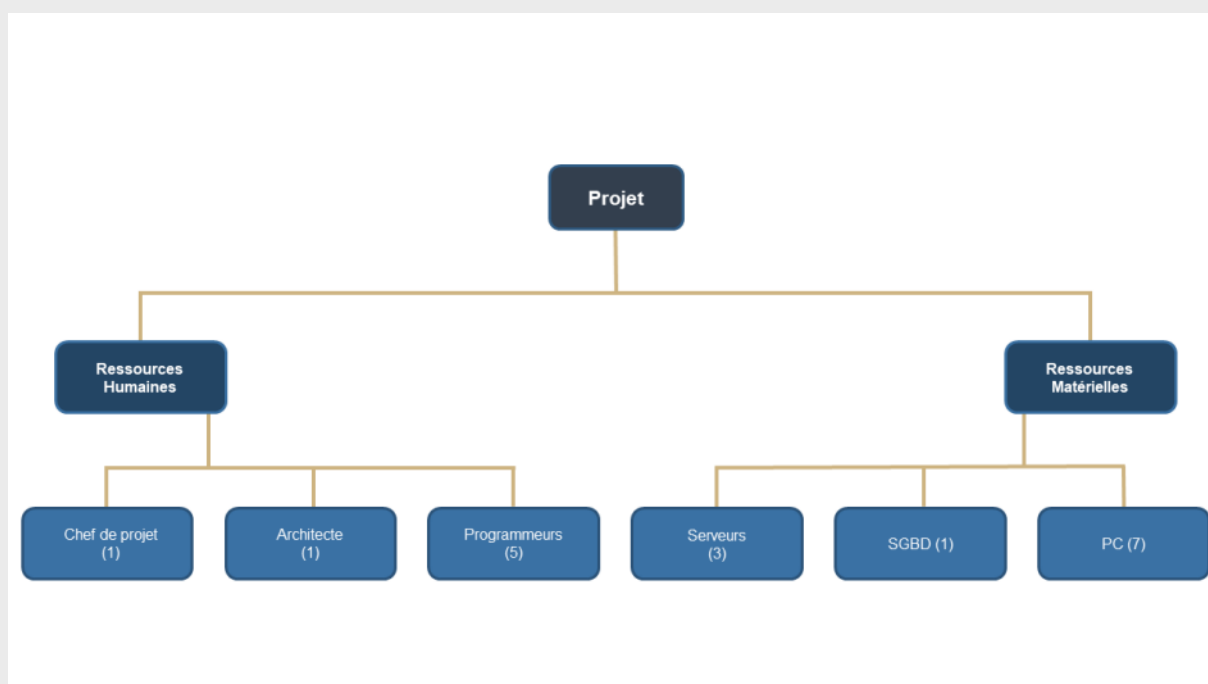 Projet
Ressources
Humaines
Ressources
Matérielles
Chef de projet
(1)
Architecte
(1)
Programmeurs
(5)
Serveurs
(3)
SGBD (1)
PC (7)